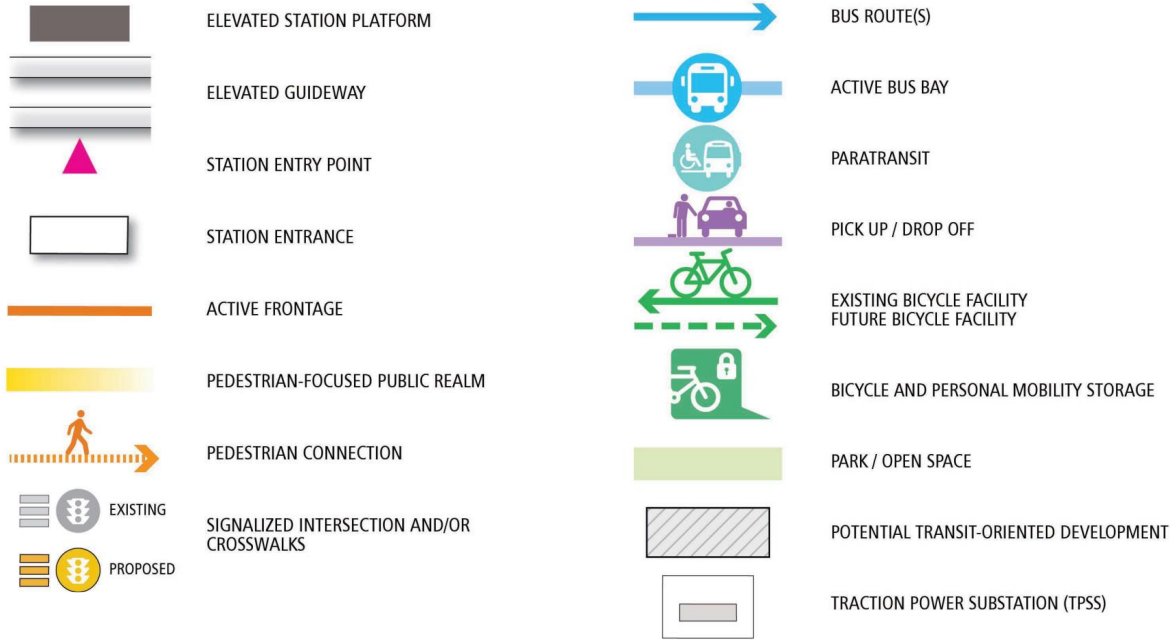 ELEVATED STATION PLATFORM
ELEVATED GUIDEWAY
STATION ENTRY POINT
STATION ENTRANCE
ACTIVE FRONTAGE
PEDESTRIAN-FOCUSED PUBLIC REALM
PEDESTRIAN CONNECTION
EXISTING
PROPOSED
SIGNALIZED INTERSECTION AND/OR
CROSSWALKS
BUS ROUTE(S)
ACTIVE BUS BAY
PARATRANSIT
PICK UP / DROP OFF
EXISTING BICYCLE FACILITY
FUTURE BICYCLE FACILITY
BICYCLE AND PERSONAL MOBILITY STORAGE
PARK / OPEN SPACE
POTENTIAL TRANSIT-ORIENTED DEVELOPMENT
TRACTION POWER SUBSTATION (TPSS)